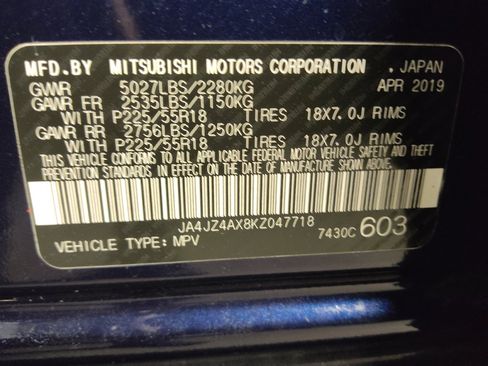 MFD.BY MITSUBISHI MOTORS CORPORATION . JAPAN
GVWR 5027LBS/2280KG APR 2019
GAWR FR 2535LBS/1150KG
WITH P225/55R18 TIRES 18X7.0J RIMS
GAWR RR 2756LBS/1250KG
WITH P225/55R18 TIRES 18X7.0J RIMS
THIS VEHICLE CONFORMS TO ALL APPLICABLE FEDERAL MOTOR VEHICLE SAFETY AND THEFT
PREVENTION STANDARDS IN EFFECT ON THE DATE OF MANUFACTURE SHOWN ABOVE.
JA4JZ4AX8KZ047718
VEHICLE TYPE: MPV 7430C 603